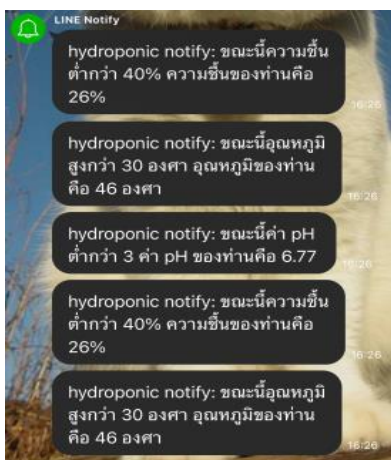 LINE Notify
hydroponic notify: ขณะนี้ความชื้น
ต่ำกว่า 40% ความชื้นของท่านคือ
26%
16:26
hydroponic notify: ขณะนี้อุณหภูมิ
สูงกว่า 30 องศา อุณหภูมิของท่าน
คือ 46 องศา
16:26
hydroponic notify: ขณะนี้ค่า pH
ต่ำกว่า 3 ค่า pH ของท่านคือ 6.77
16:26
hydroponic notify: ขณะนี้ความชื้น
ต่ำกว่า 40% ความชื้นของท่านคือ
26%
16:26
hydroponic notify: ขณะนี้อุณหภูมิ
สูงกว่า 30 องศา อุณหภูมิของท่าน
คือ 46 องศา
16:26